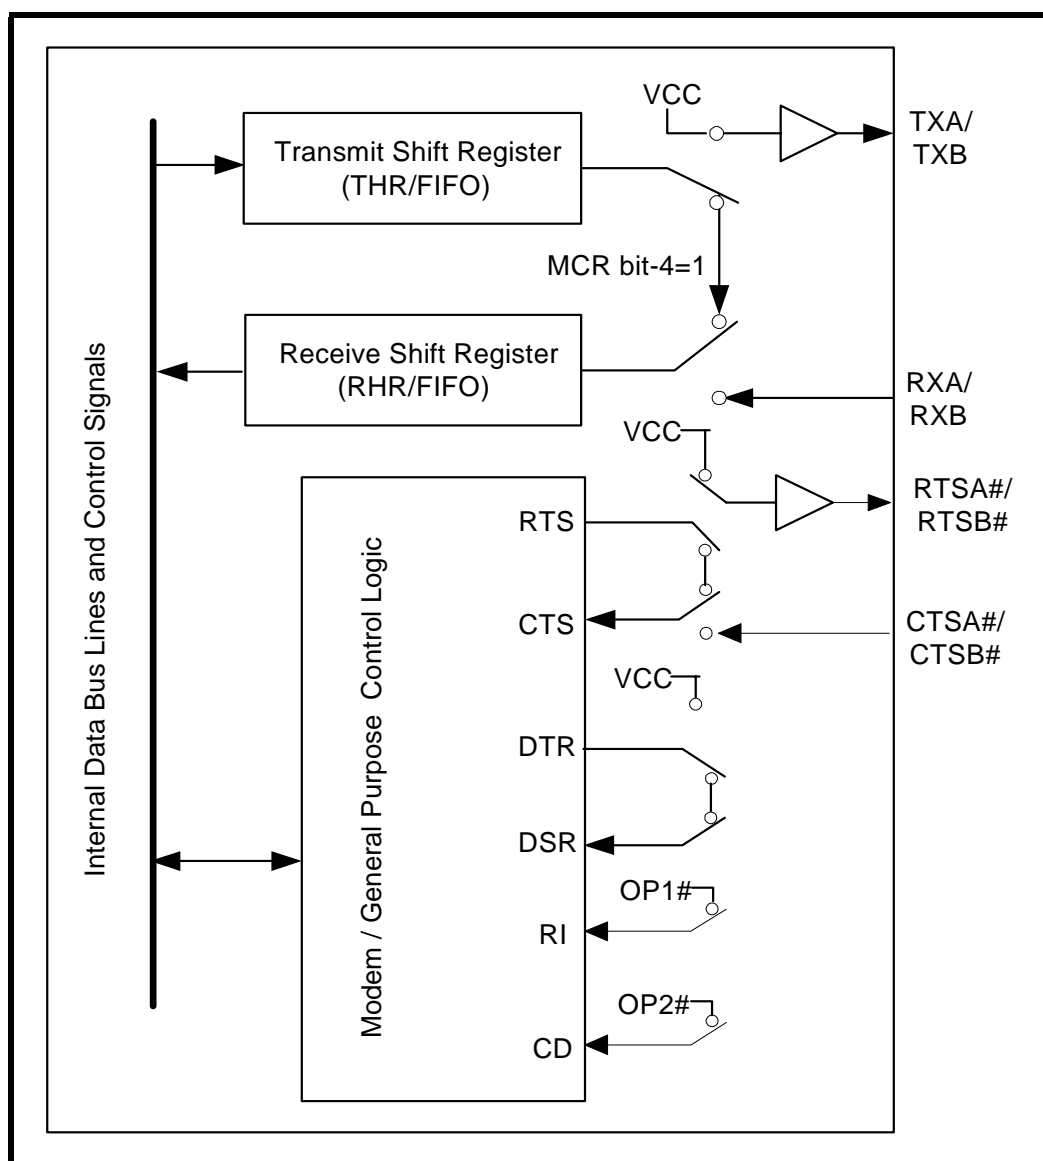 VCC
TXA/
TXB
Transmit Shift Register
(THR/FIFO)
MCR bit-4=1
Receive Shift Register
(RHR/FIFO)
RXA/
RXB
VCC
RTSA#/
RTSB#
RTS
CTS
CTSA#/
CTSB#
VCC
DTR
DSR
OP1#
RI
OP2#
CD
Internal Data Bus Lines and Control Signals
Modem / General Purpose Control Logic